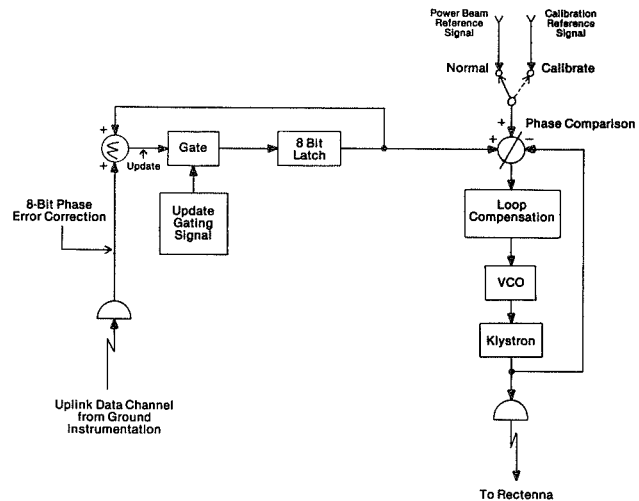 Power Beam
Reference
Signal
Calibration
Reference
Signal
Normal
Calibrate
+
Phase Comparison
+
−
+
Σ
+
Update
Gate
8 Bit
Latch
Update
Gating
Signal
8-Bit Phase
Error Correction
Loop
Compensation
VCO
Klystron
Uplink Data Channel
from Ground
Instrumentation
To Rectenna